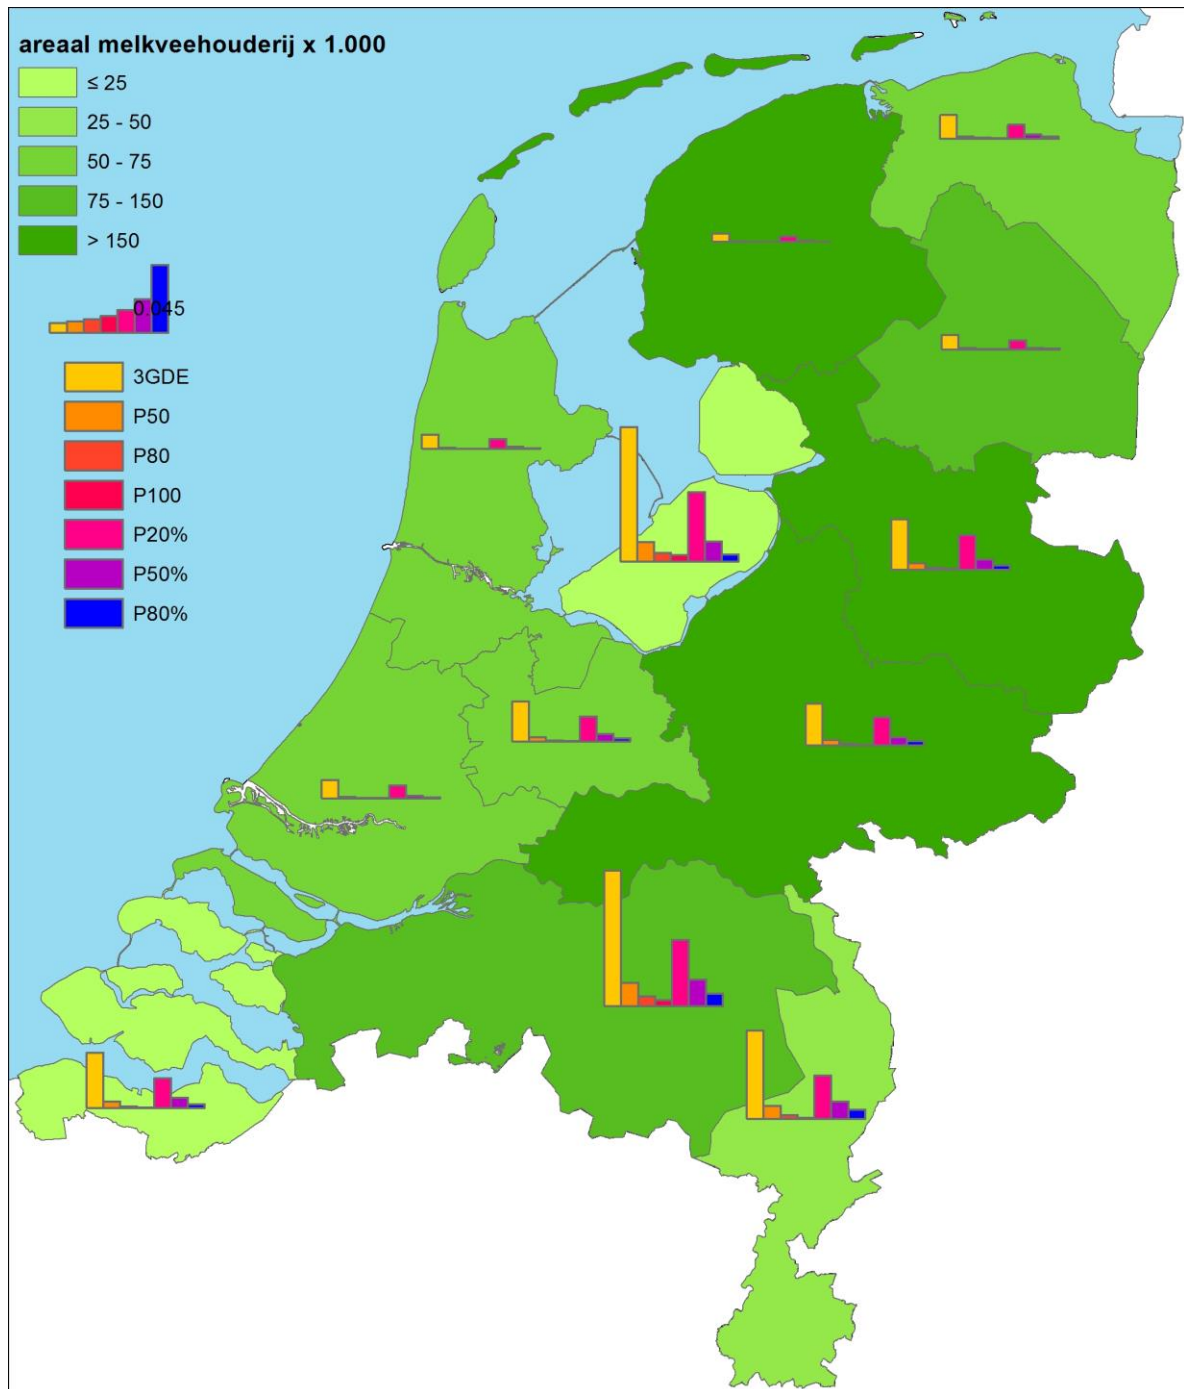 areaal melkveehouderij x 1.000
≤ 25
25 - 50
50 - 75
75 - 150
> 150
0.045
3GDE
P50
P80
P100
P20%
P50%
P80%